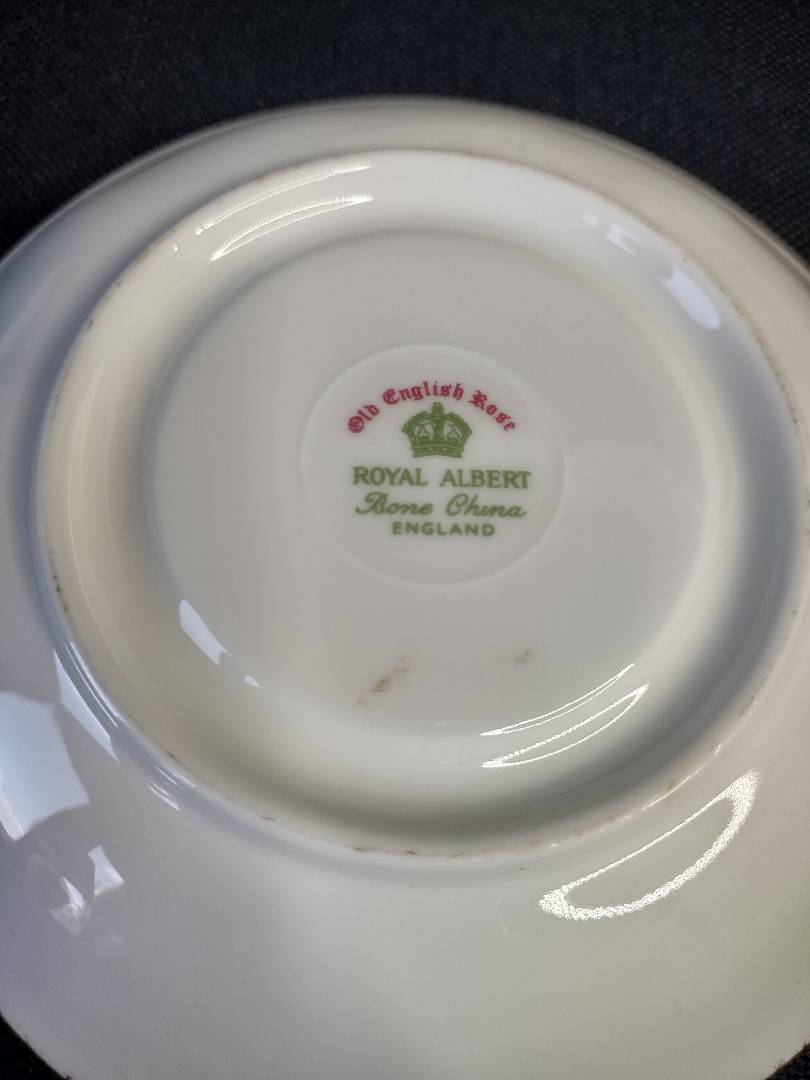 Old English Rose
ROYAL ALBERT
Bone China
ENGLAND